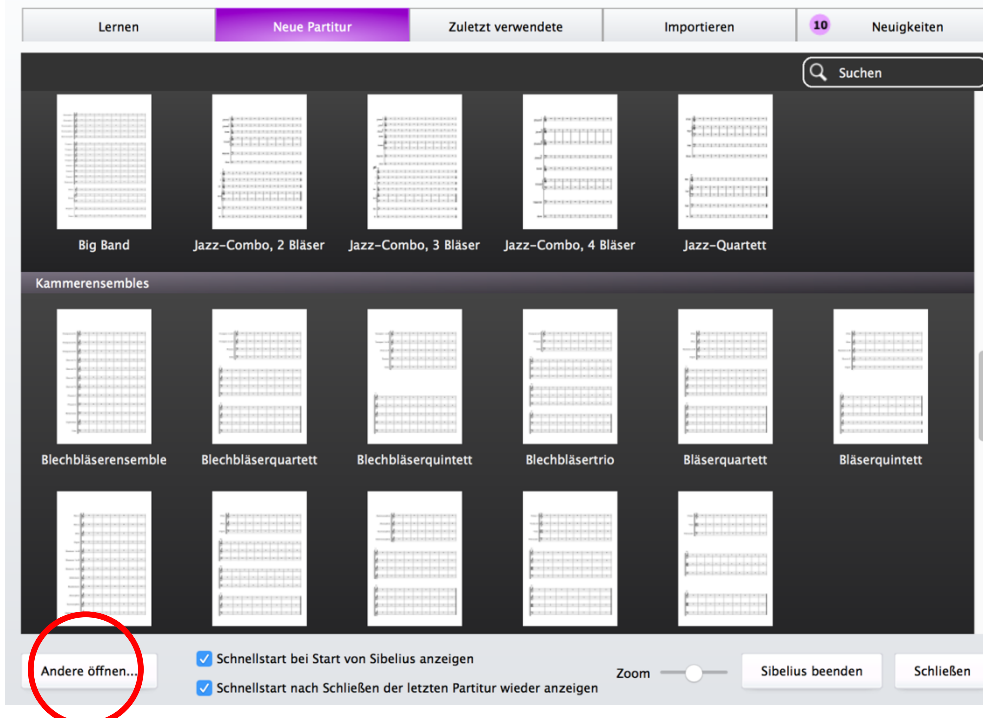 Lernen
Neue Partitur
Zuletzt verwendete
Importieren
10 Neuigkeiten
Suchen
Big Band
Jazz-Combo, 2 Bläser
Jazz-Combo, 3 Bläser
Jazz-Combo, 4 Bläser
Jazz-Quartett
Kammerensembles
Blechbläserensemble
Blechbläserquartett
Blechbläserquintett
Blechbläsertrio
Bläserquartett
Bläserquintett
Andere öffnen...
Schnellstart bei Start von Sibelius anzeigen
Schnellstart nach Schließen der letzten Partitur wieder anzeigen
Zoom
Sibelius beenden
Schließen